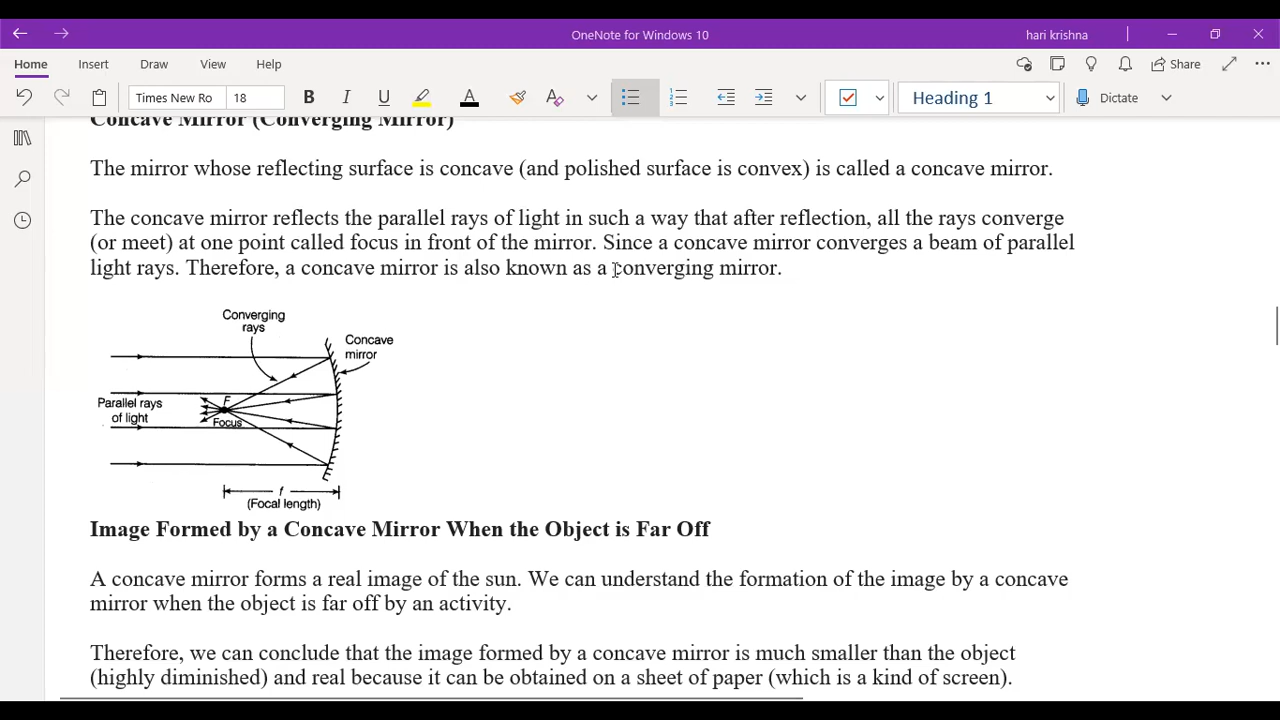 OneNote for Windows 10
hari krishna
Home Insert Draw View Help
Share
Times New Ro 18 B I U A A Heading 1 Dictate
Concave Mirror (Converging Mirror)
The mirror whose reflecting surface is concave (and polished surface is convex) is called a concave mirror.
The concave mirror reflects the parallel rays of light in such a way that after reflection, all the rays converge
(or meet) at one point called focus in front of the mirror. Since a concave mirror converges a beam of parallel
light rays. Therefore, a concave mirror is also known as a converging mirror.
Converging
rays
Concave
mirror
Parallel rays
of light
F
Focus
f
(Focal length)
Image Formed by a Concave Mirror When the Object is Far Off
A concave mirror forms a real image of the sun. We can understand the formation of the image by a concave
mirror when the object is far off by an activity.
Therefore, we can conclude that the image formed by a concave mirror is much smaller than the object
(highly diminished) and real because it can be obtained on a sheet of paper (which is a kind of screen).